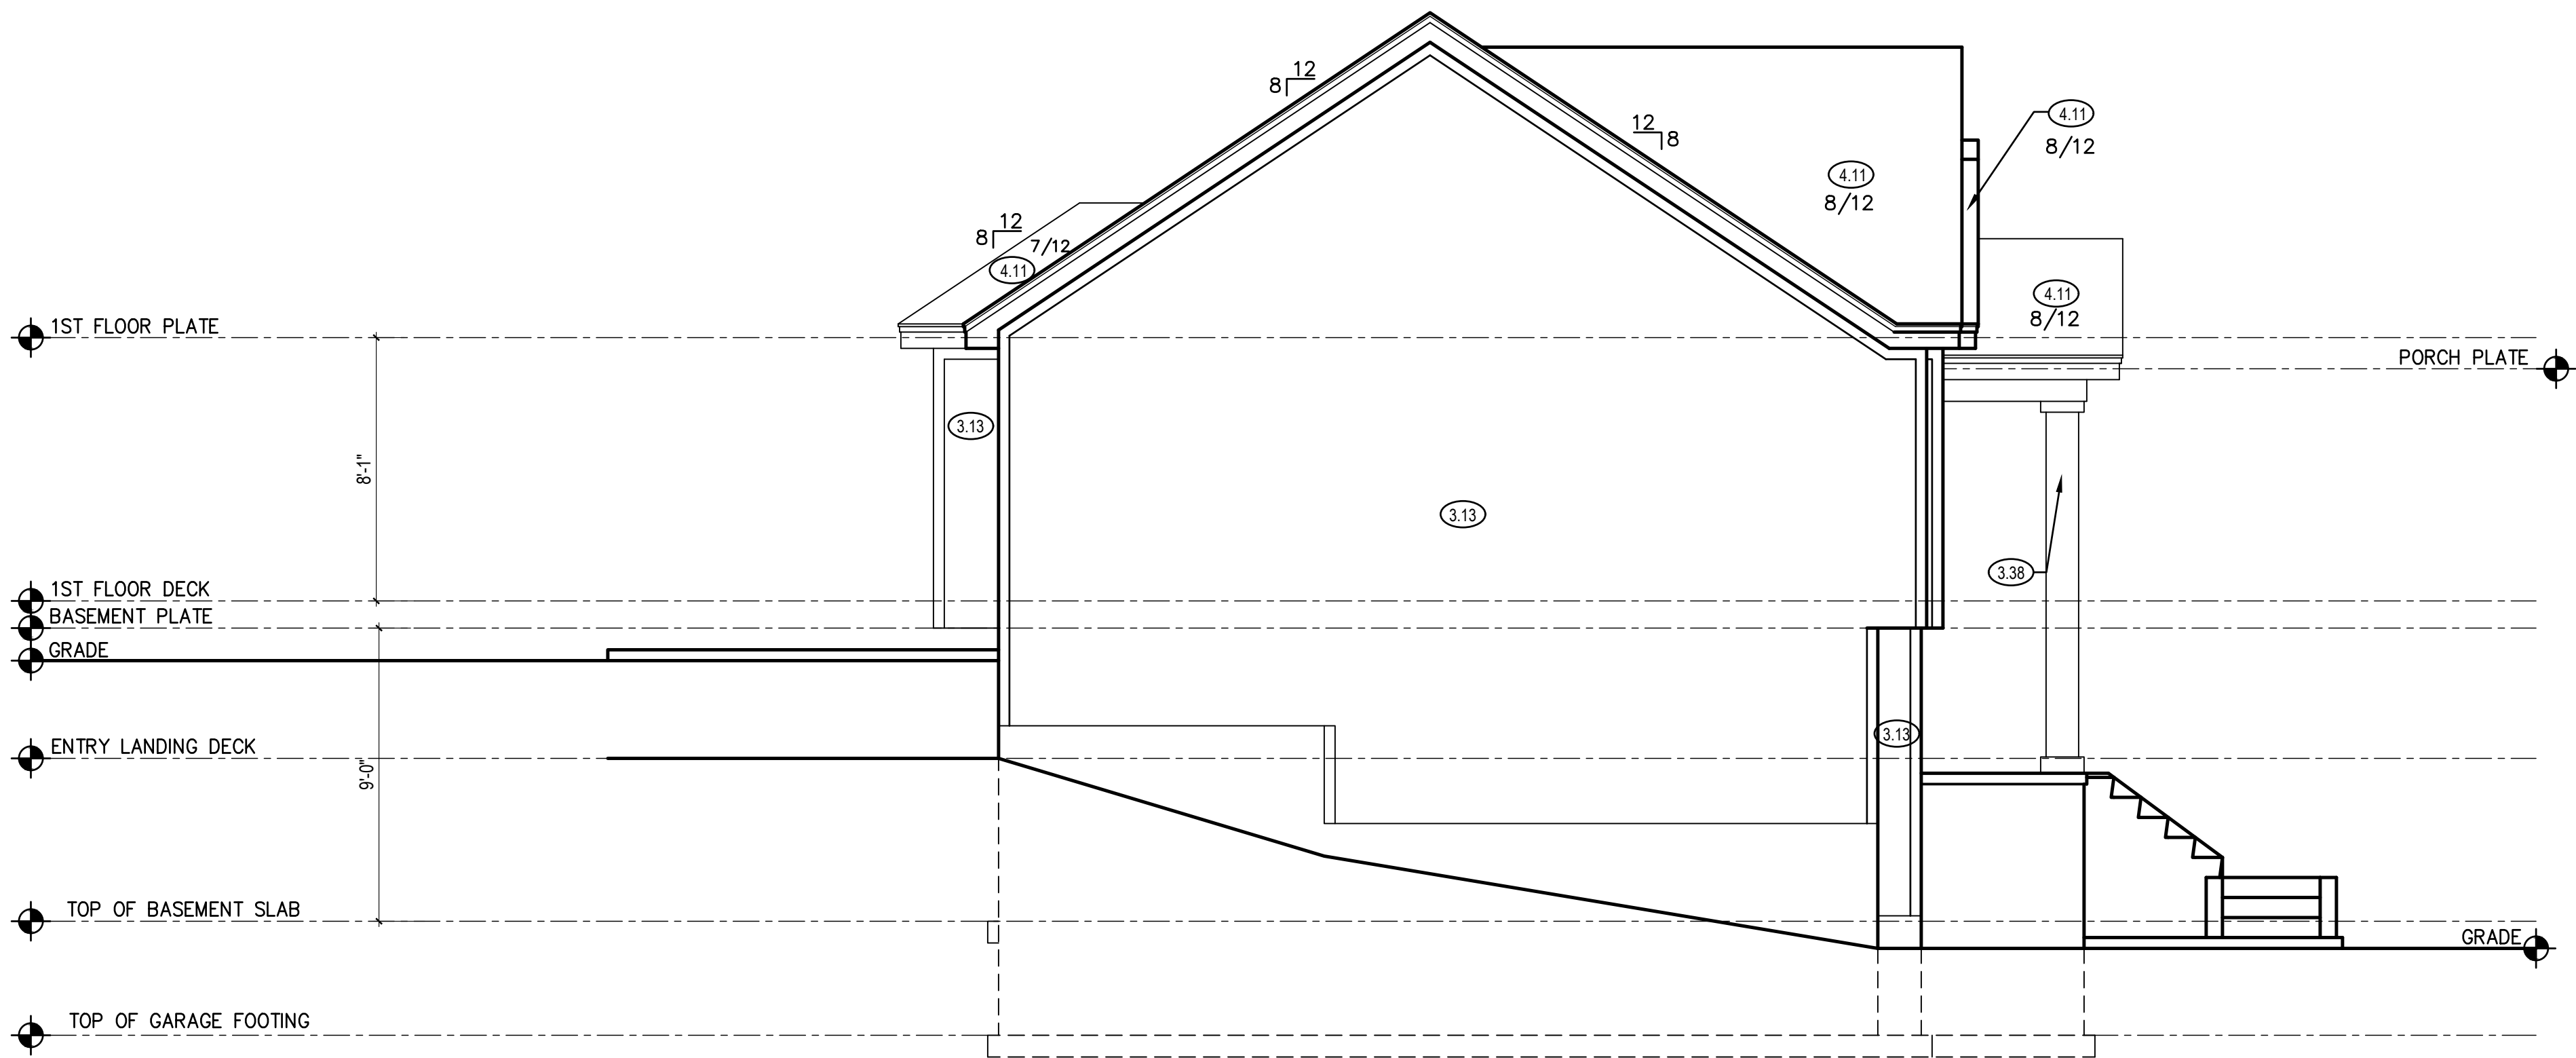 12
8
12
8
4.11
8/12
4.11
8/12
12
8
7/12
4.11
4.11
8/12
1ST FLOOR PLATE
PORCH PLATE
3.13
8'-1"
3.13
3.38
1ST FLOOR DECK
BASEMENT PLATE
GRADE
3.13
ENTRY LANDING DECK
9'-0"
TOP OF BASEMENT SLAB
GRADE
TOP OF GARAGE FOOTING